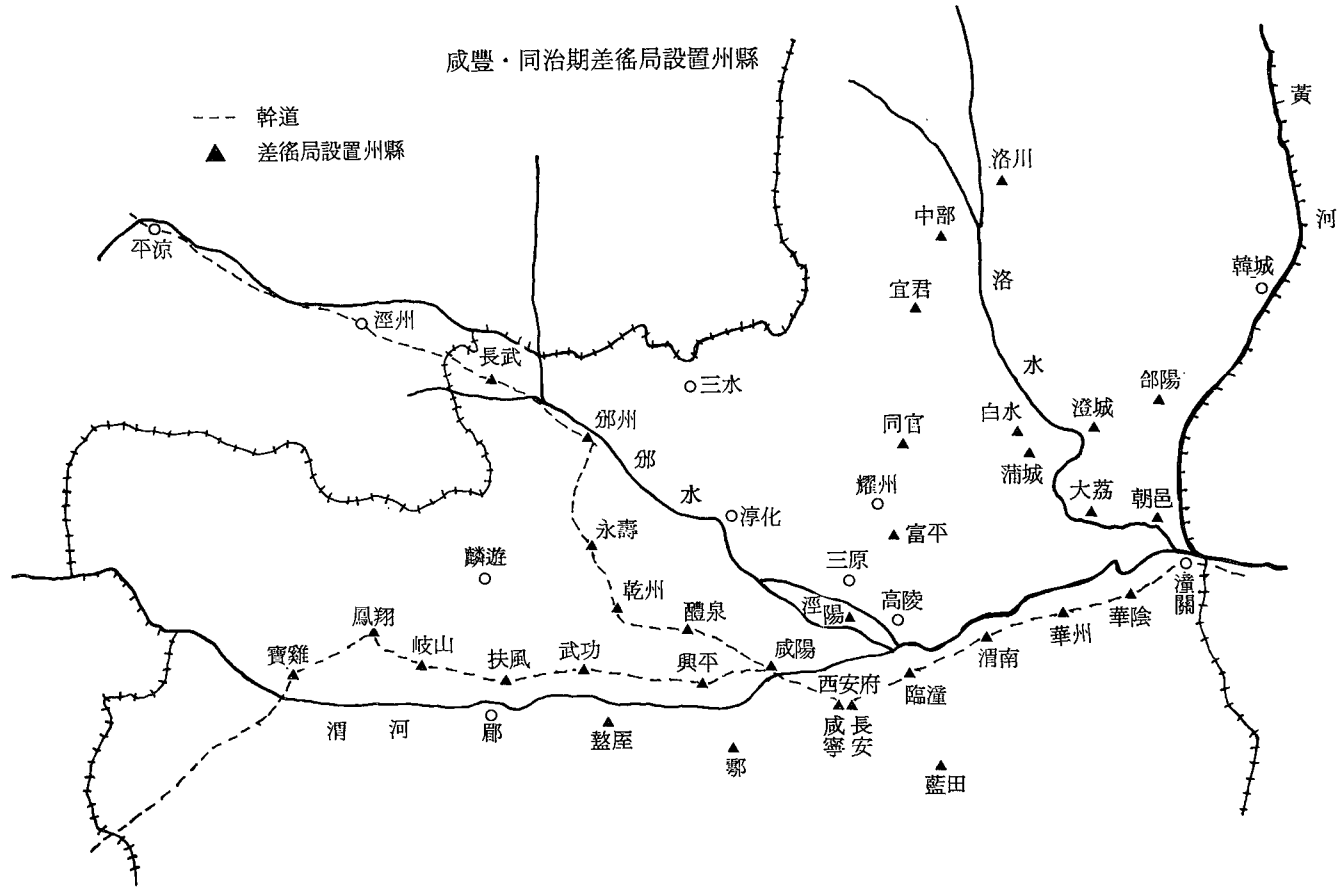 咸豐・同治期差徭局設置州縣
幹道
差徭局設置州縣
黃
河
洛川
中部
宜君
洛
水
韓城
平涼
涇州
長武
三水
邠州
邠
水
同官
白水
澄城
郃陽
蒲城
耀州
大荔
朝邑
淳化
富平
永壽
麟遊
三原
潼關
乾州
涇陽
高陵
醴泉
鳳翔
華州
華陰
寶雞
岐山
扶風
武功
興平
咸陽
渭南
西安府
臨潼
咸寧
長安
渭河
郿
盩厔
鄠
藍田